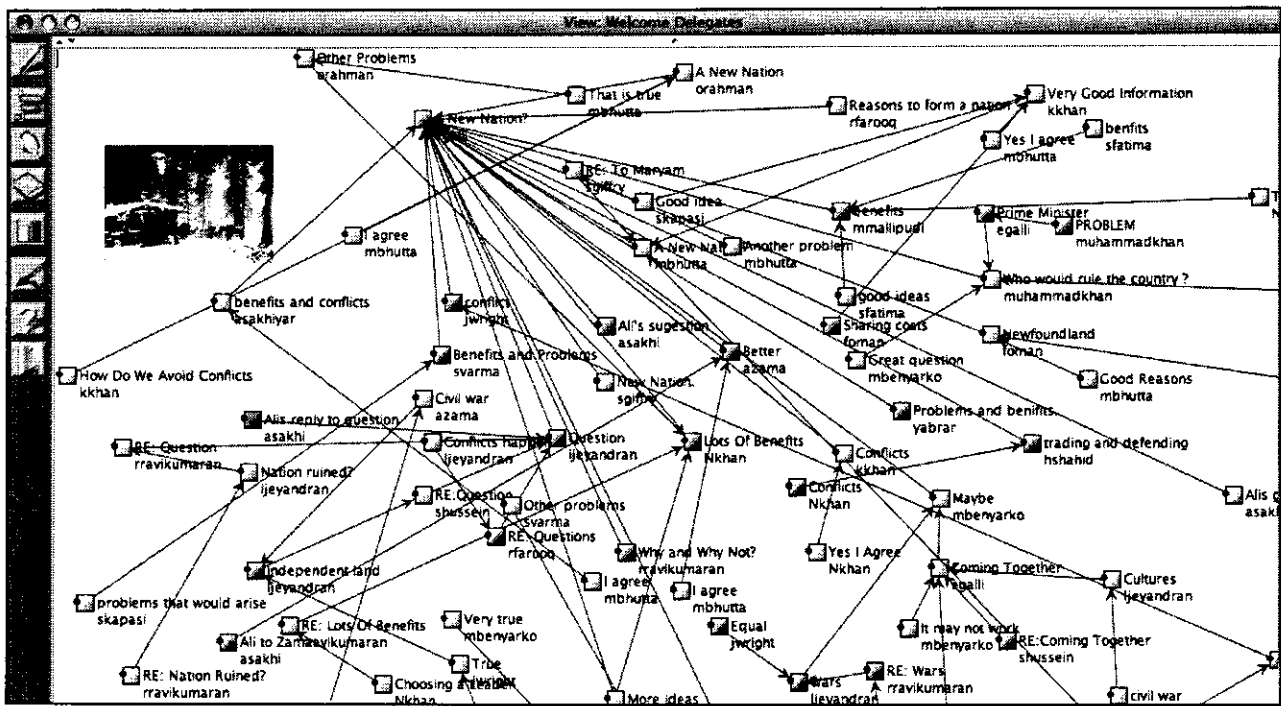 View: Welcome Delegates
Other Problems
orahman
A New Nation
orahman
That is true
mbhutta
New Nation?
Reasons to form a nation
rfarooq
Very Good Information
kkhan
Yes I agree
mbhutta
benfits
sfatima
RE: To Maryam
sgiffry
Good idea
skapasi
benefits
mmallipudi
Prime Minister
egalli
PROBLEM
muhammadkhan
I agree
mbhutta
A New
mbhutta
Another problem
mbhutta
Who would rule the country ?
muhammadkhan
benefits and conflicts
asakhiyar
conflict
jwright
good ideas
sfatima
Ali's sugestion
asakhi
Sharing costs
fornan
Newfoundland
fornan
Benefits and Problems
svarma
Better
azama
Great question
mbenyarko
How Do We Avoid Conflicts
kkhan
New Nation.
sgiffry
Good Reasons
mbhutta
Civil war
azama
Alis reply to question
asakhi
Problems and benifits
yabrar
RE: Question
rravikumaran
Conflicts
ijeyandran
Question
ijeyandran
Lots Of Benefits
Nkhan
Conflicts
kkhan
trading and defending
hshahid
Nation ruined?
ijeyandran
RE:Question
shussein
Other problems
svarma
Conflicts
Nkhan
Maybe
mbenyarko
Alis
RE: Questions
rfarooq
Why and Why Not?
rravikumaran
Yes I Agree
Nkhan
Independent land
ijeyandran
I agree
mbhutta
I agree
mbhutta
Coming Together
egalli
Cultures
ijeyandran
problems that would arise
skapasi
RE: Lots Of Benefits
Very true
mbenyarko
Equal
jwright
It may not work
mbenyarko
RE:Coming Together
shussein
Ali to
asakhi
True
jwright
RE: Nation Ruined?
rravikumaran
Choosing a Leader
Nkhan
More ideas
wars
ijeyandran
RE: Wars
rravikumaran
civil war